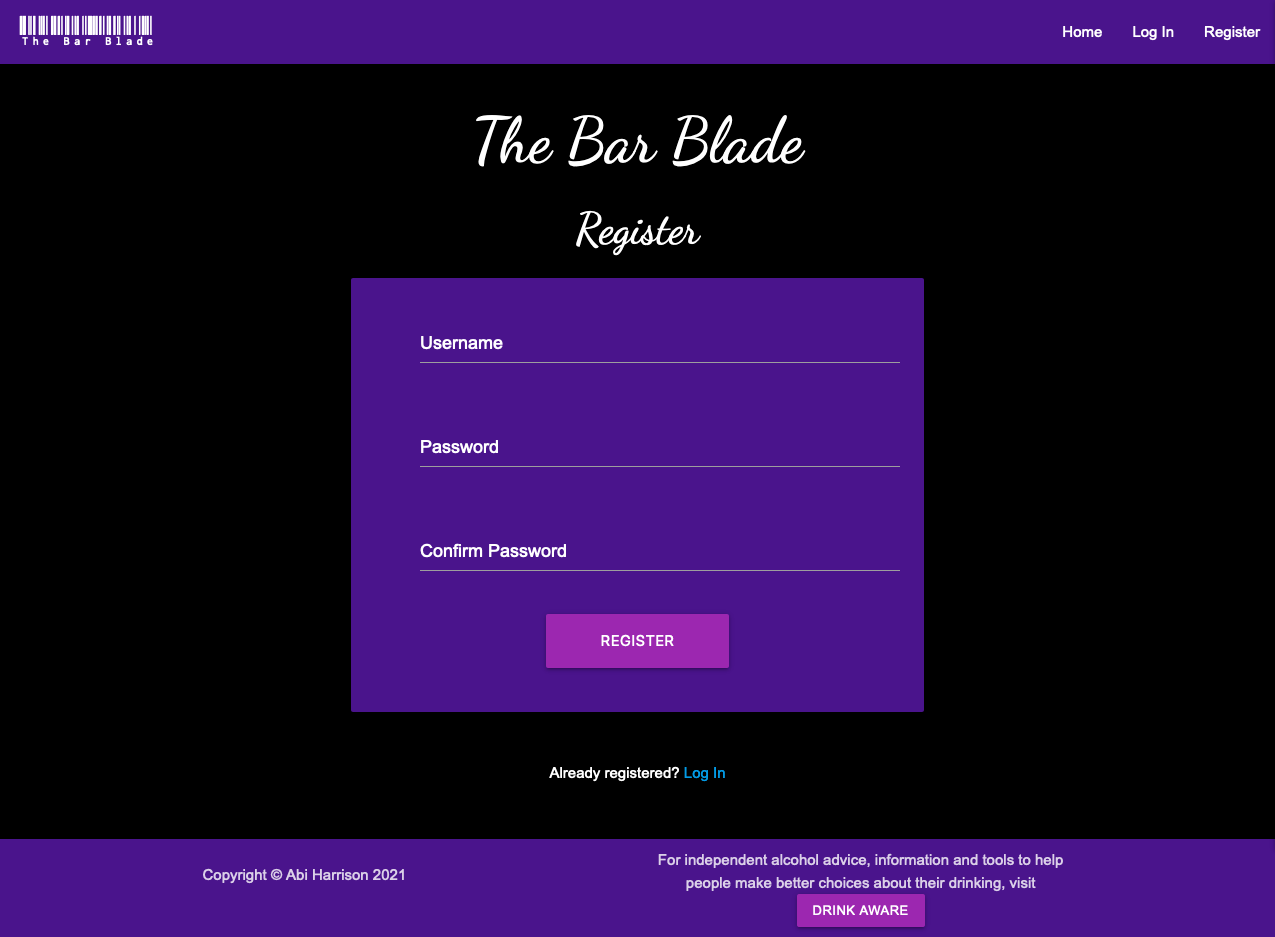 The Bar Blade
Home
Log In
Register
The Bar Blade
Register
Username
Password
Confirm Password
REGISTER
Already registered? Log In
Copyright © Abi Harrison 2021
For independent alcohol advice, information and tools to help
people make better choices about their drinking, visit
DRINK AWARE